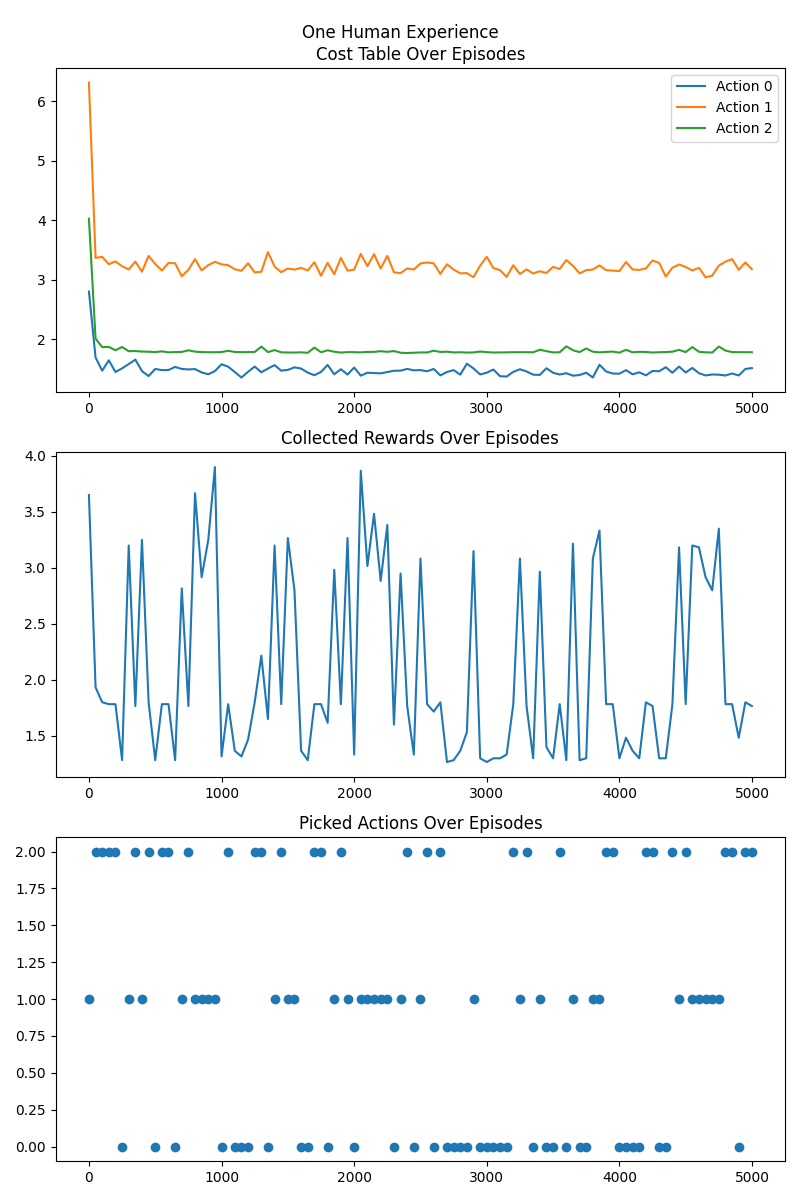 One Human Experience
Cost Table Over Episodes
Action 0
Action 1
Action 2
6
5
4
3
2
0 1000 2000 3000 4000 5000
Collected Rewards Over Episodes
4.0
3.5
3.0
2.5
2.0
1.5
0 1000 2000 3000 4000 5000
Picked Actions Over Episodes
2.00
1.75
1.50
1.25
1.00
0.75
0.50
0.25
0.00
0 1000 2000 3000 4000 5000